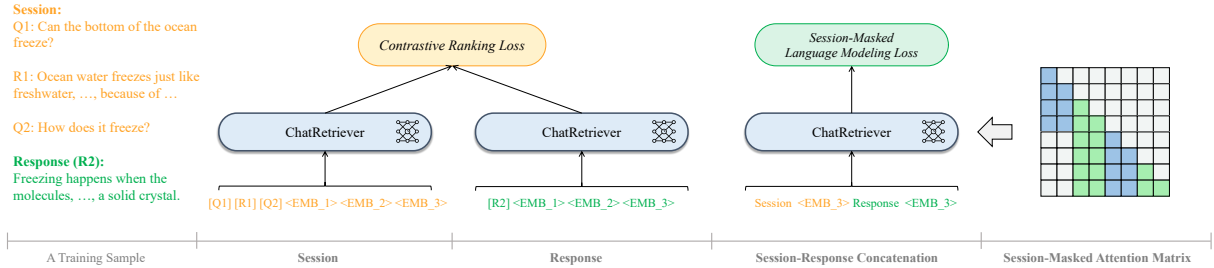 Session:
Q1: Can the bottom of the ocean
freeze?
R1: Ocean water freezes just like
freshwater, …, because of …
Q2: How does it freeze?
Response (R2):
Freezing happens when the
molecules, …, a solid crystal.
Contrastive Ranking Loss
Session-Masked
Language Modeling Loss
ChatRetriever
ChatRetriever
ChatRetriever
[Q1] [R1] [Q2] <EMB_1> <EMB_2> <EMB_3>
[R2] <EMB_1> <EMB_2> <EMB_3>
Session <EMB_3> Response <EMB_3>
A Training Sample
Session
Response
Session-Response Concatenation
Session-Masked Attention Matrix